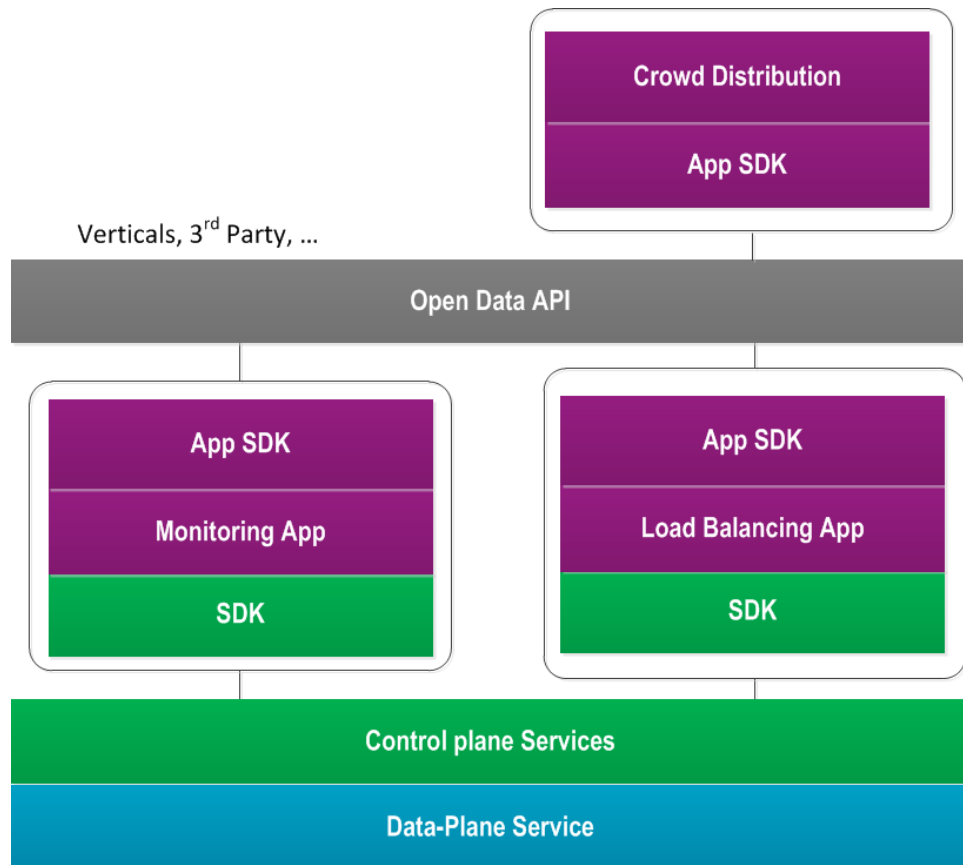 Crowd Distribution
App SDK
Verticals, 3rd Party, ...
Open Data API
App SDK
Monitoring App
SDK
App SDK
Load Balancing App
SDK
Control plane Services
Data-Plane Service